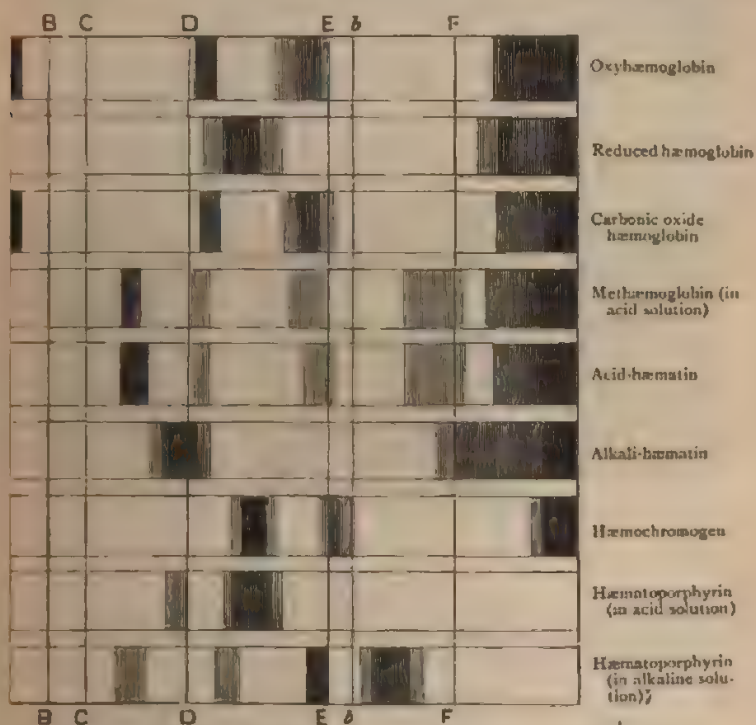 B C D E b F
Oxyhæmoglobin
Reduced hæmoglobin
Carbonic oxide
hæmoglobin
Methæmoglobin (in
acid solution)
Acid-hæmatin
Alkali-hæmatin
Hæmochromogen
Hæmatoporphyrin
(in acid solution)
Hæmatoporphyrin
(in alkaline solu-
tion)
B C D E b F